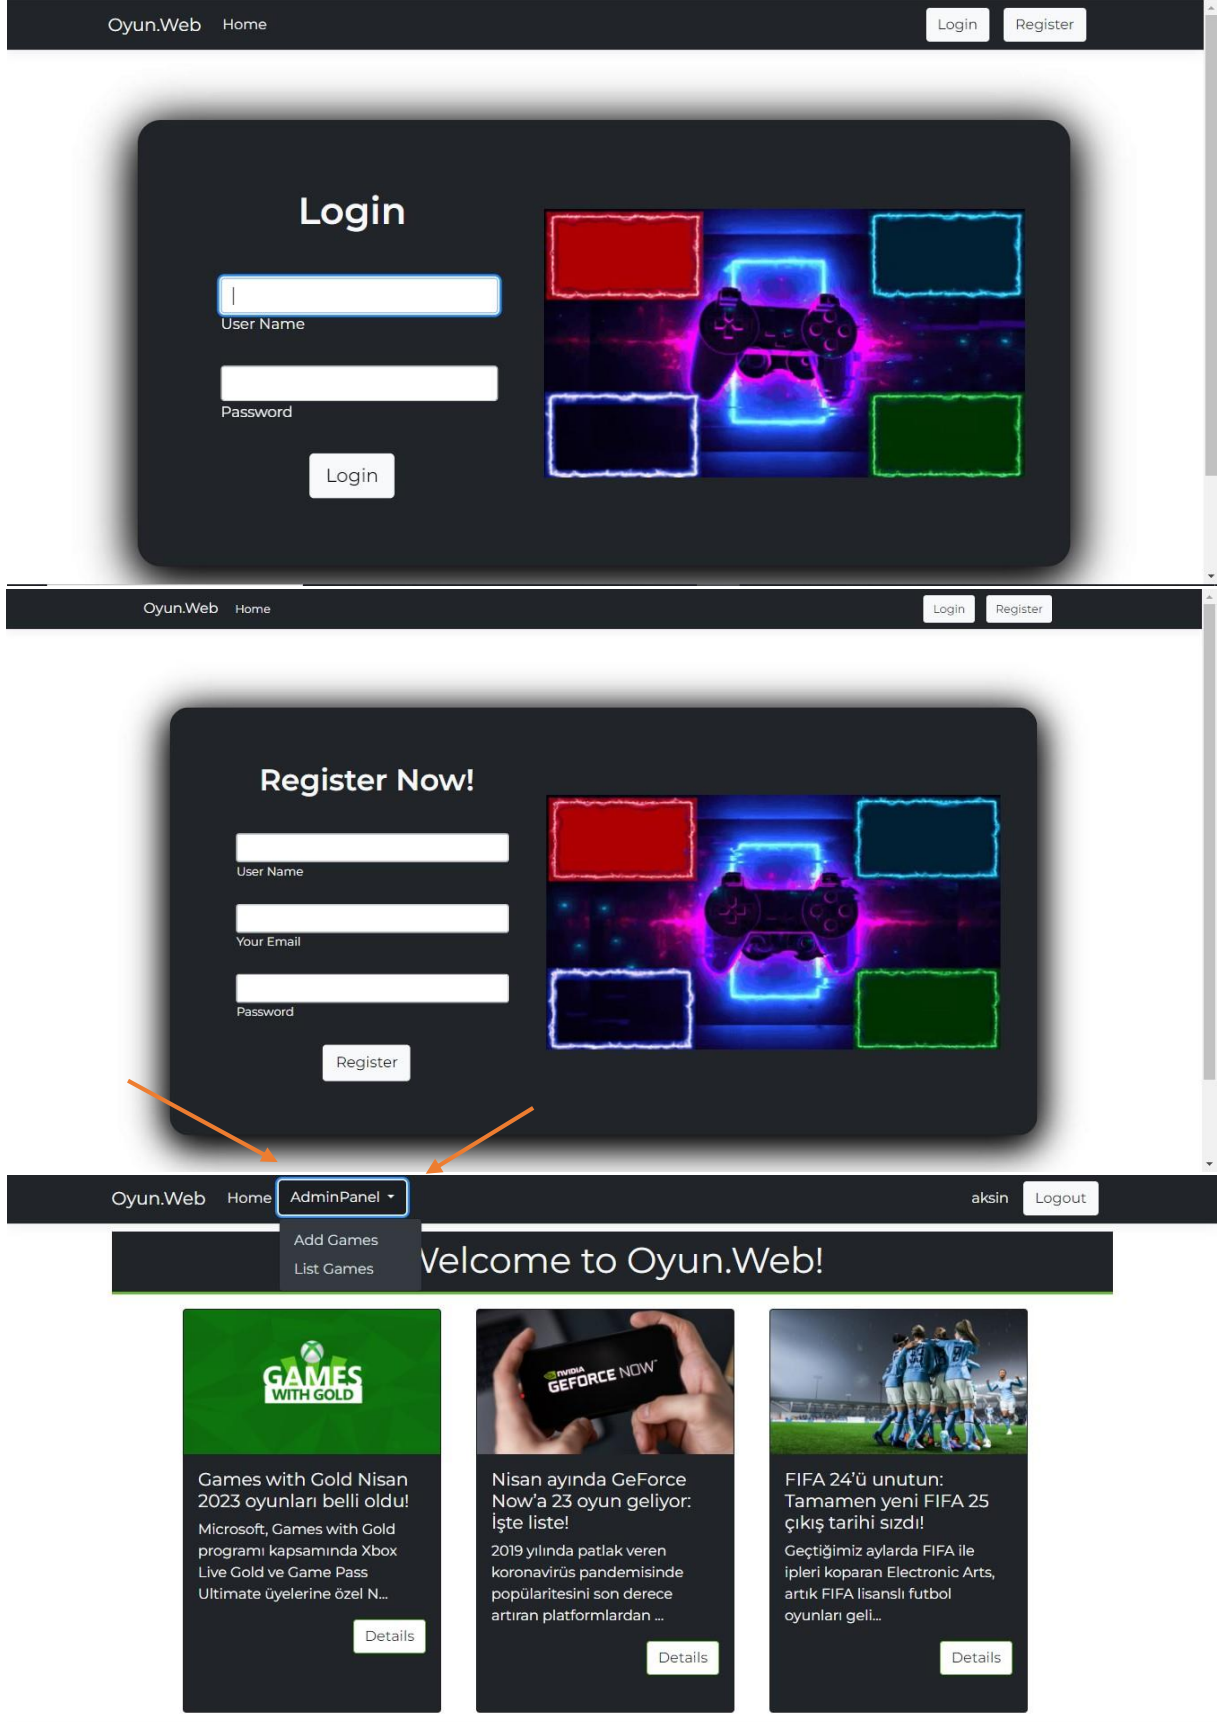 Oyun.Web Home Login Register
Login
User Name
Password
Login
Oyun.Web Home Login Register
Register Now!
User Name
Your Email
Password
Register
Oyun.Web Home AdminPanel aksin Logout
Add Games
List Games
Welcome to Oyun.Web!
GAMES
WITH GOLD
Games with Gold Nisan
2023 oyunları belli oldu!
Microsoft, Games with Gold
programı kapsamında Xbox
Live Gold ve Game Pass
Ultimate üyelerine özel N...
Details
NVIDIA
GEFORCE NOW
Nisan ayında GeForce
Now'a 23 oyun geliyor:
İşte liste!
2019 yılında patlak veren
koronavirüs pandemisinde
popülaritesini son derece
artıran platformlardan ...
Details
FIFA 24'ü unutun:
Tamamen yeni FIFA 25
çıkış tarihi sızdı!
Geçtiğimiz aylarda FIFA ile
ipleri koparan Electronic Arts,
artık FIFA lisanslı futbol
oyunları geli...
Details